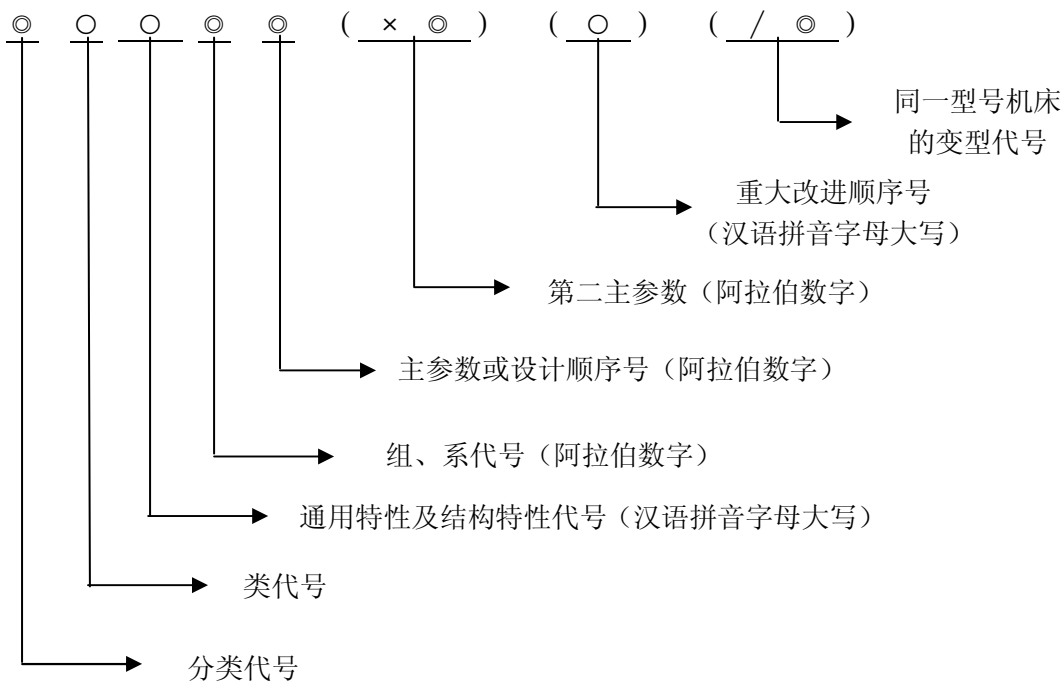 ◎ ○ ○ ◎ ◎ ( × ◎ ) ( ○ ) ( / ◎ )
同一型号机床
的变型代号
重大改进顺序号
（汉语拼音字母大写）
第二主参数（阿拉伯数字）
主参数或设计顺序号（阿拉伯数字）
组、系代号（阿拉伯数字）
通用特性及结构特性代号（汉语拼音字母大写）
类代号
分类代号